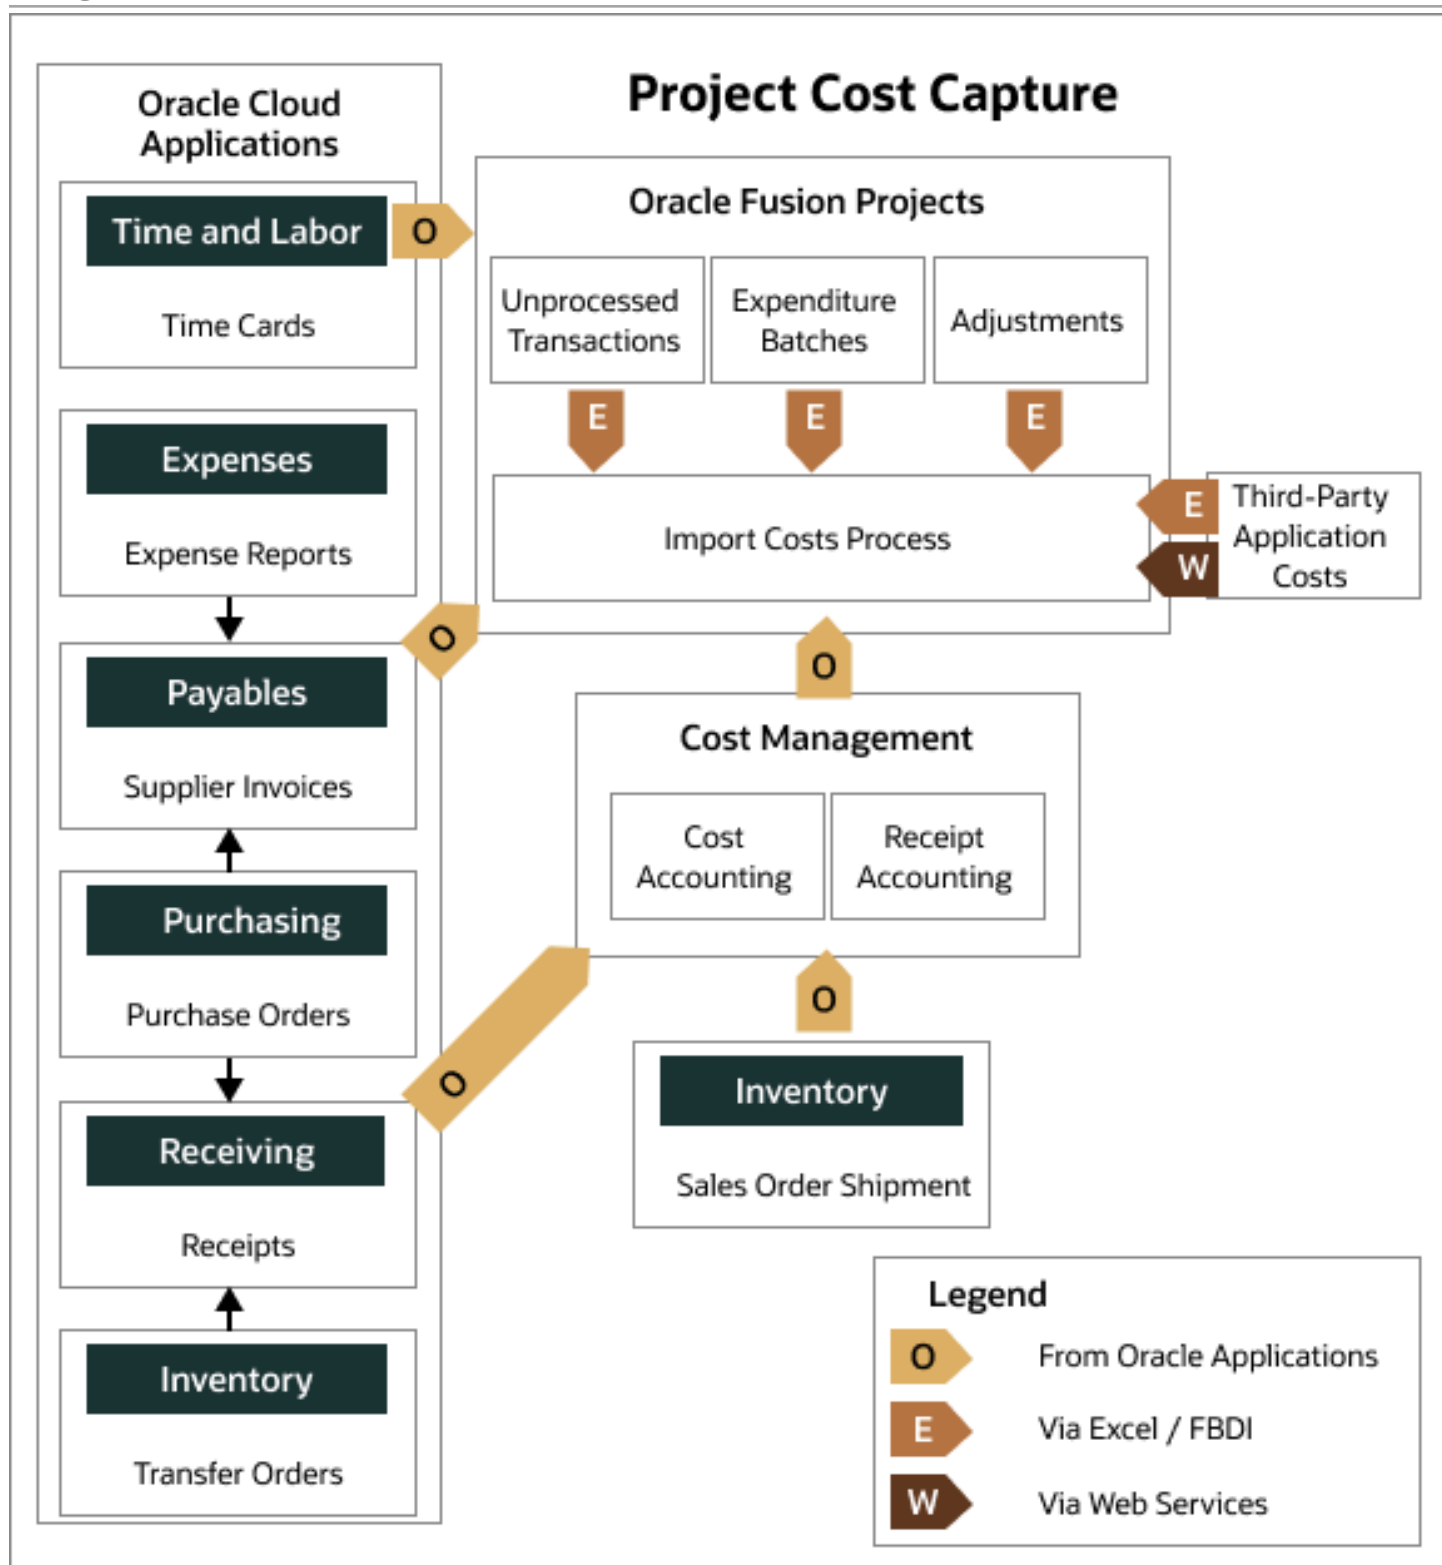 Project Cost Capture
Oracle Cloud
Applications
Time and Labor
O
Time Cards
Expenses
Expense Reports
Payables
O
Supplier Invoices
Purchasing
Purchase Orders
Receiving
O
Receipts
Inventory
Transfer Orders
Oracle Fusion Projects
Unprocessed
Transactions
Expenditure
Batches
Adjustments
E
E
E
Import Costs Process
E
W
Third-Party
Application
Costs
O
Cost Management
Cost
Accounting
Receipt
Accounting
O
Inventory
Sales Order Shipment
Legend
O From Oracle Applications
E Via Excel / FBDI
W Via Web Services